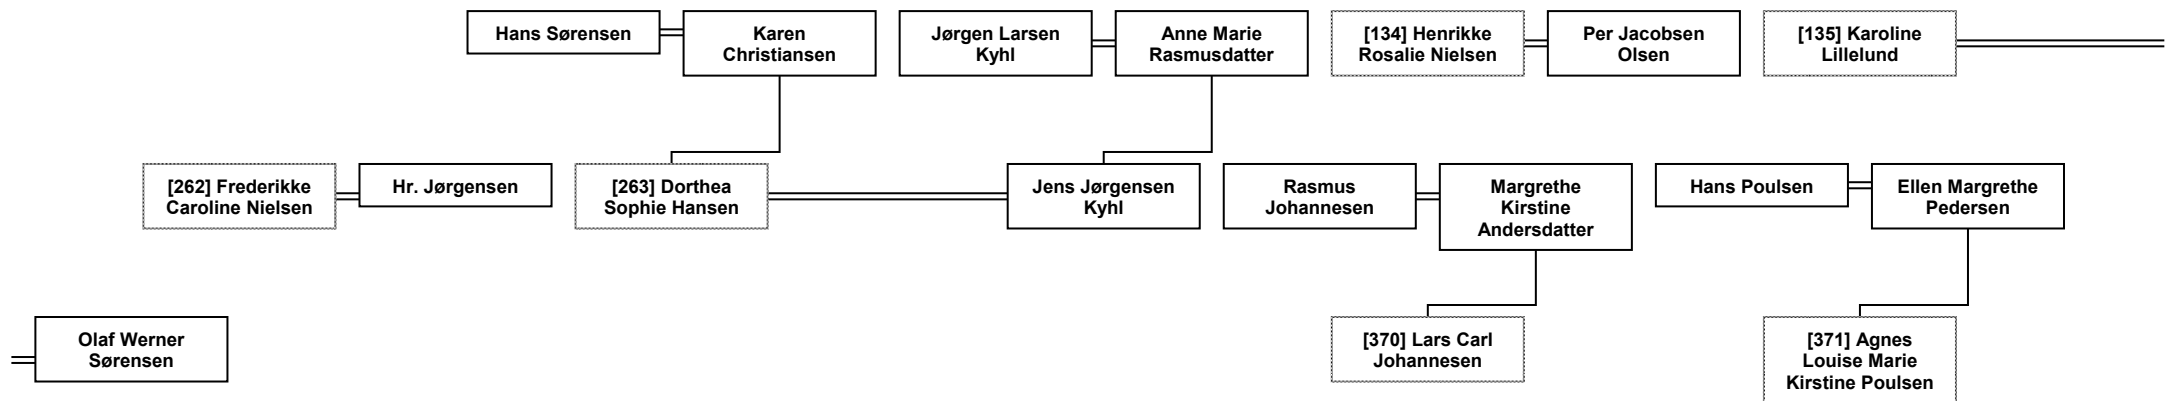 Hans Sørensen
Karen
Christiansen
Jørgen Larsen
Kyhl
Anne Marie
Rasmusdatter
[134] Henrikke
Rosalie Nielsen
Per Jacobsen
Olsen
[135] Karoline
Lillelund
[262] Frederikke
Caroline Nielsen
Hr. Jørgensen
[263] Dorthea
Sophie Hansen
Jens Jørgensen
Kyhl
Rasmus
Johannesen
Margrethe
Kirstine
Andersdatter
Hans Poulsen
Ellen Margrethe
Pedersen
Olaf Werner
Sørensen
[370] Lars Carl
Johannesen
[371] Agnes
Louise Marie
Kirstine Poulsen